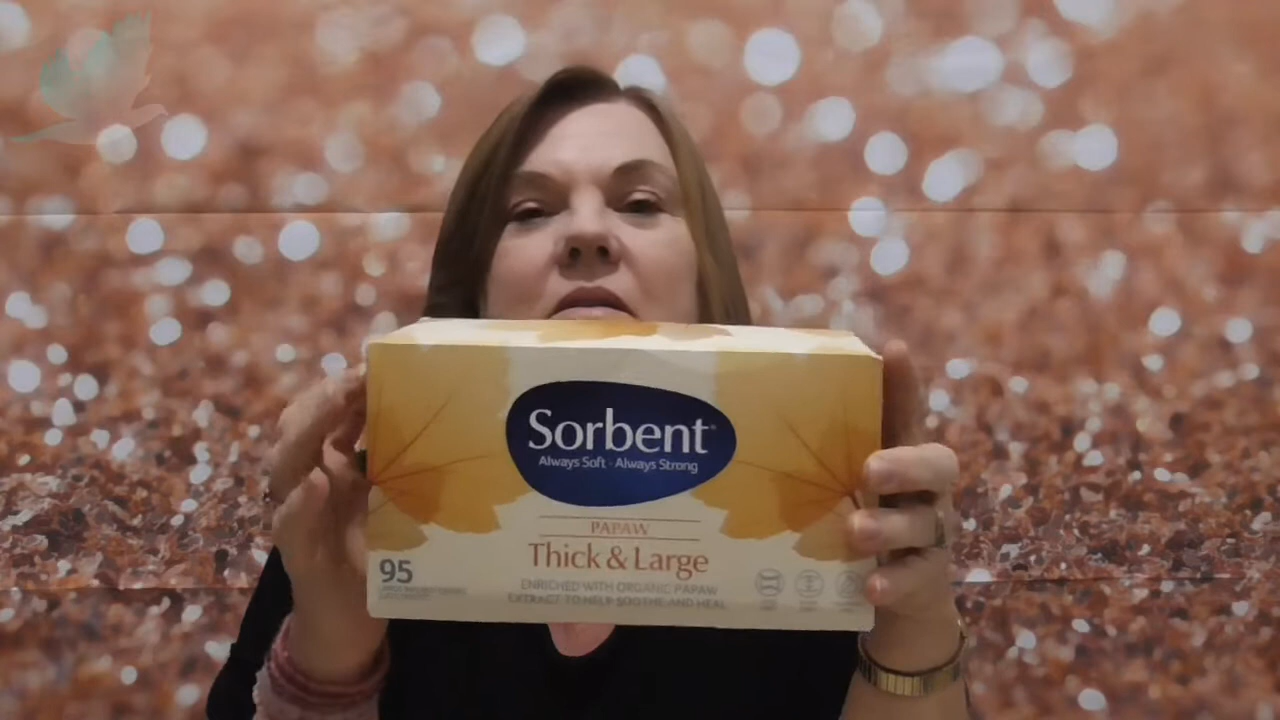 Sorbent
Always Soft · Always Strong
PAPAW
Thick & Large
95
ENRICHED WITH ORGANIC PAPAW
EXTRACT TO HELP SOOTHE AND HEAL